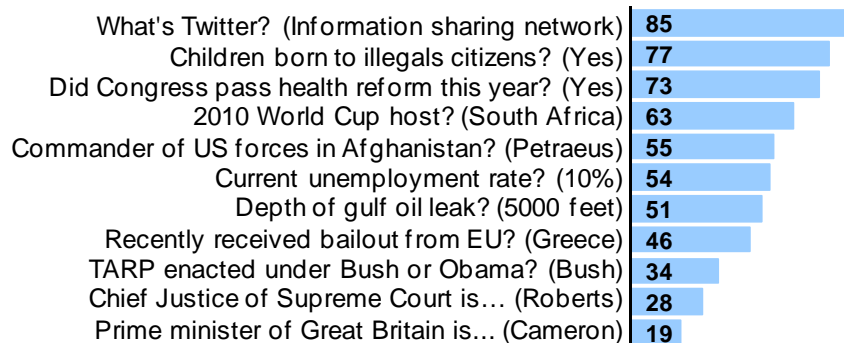 What's Twitter? (Information sharing network) 85
Children born to illegals citizens? (Yes) 77
Did Congress pass health reform this year? (Yes) 73
2010 World Cup host? (South Africa) 63
Commander of US forces in Afghanistan? (Petraeus) 55
Current unemployment rate? (10%) 54
Depth of gulf oil leak? (5000 feet) 51
Recently received bailout from EU? (Greece) 46
TARP enacted under Bush or Obama? (Bush) 34
Chief Justice of Supreme Court is... (Roberts) 28
Prime minister of Great Britain is... (Cameron) 19